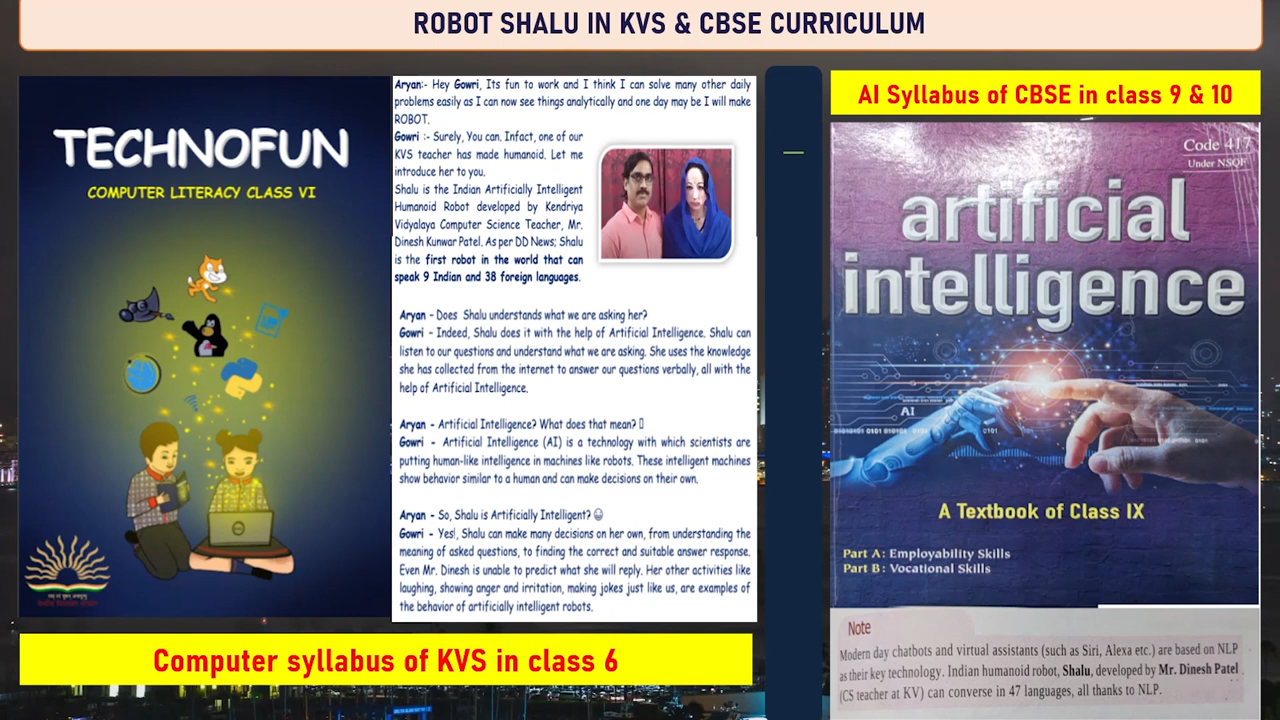 ROBOT SHALU IN KVS & CBSE CURRICULUM
TECHNOFUN
COMPUTER LITERACY CLASS VI
Computer syllabus of KVS in class 6
Aryan:- Hey Gowri, Its fun to work and I think I can solve many other daily
problems easily as I can now see things analytically and one day may be I will make
ROBOT.
Gowri :- Surely, You can. Infact, one of our
KVS teacher has made humanoid. Let me
introduce her to you.
Shalu is the Indian Artificially Intelligent
Humanoid Robot developed by Kendriya
Vidyalaya Computer Science Teacher, Mr.
Dinesh Kunwar Patel. As per DD News; Shalu
is the first robot in the world that can
speak 9 Indian and 38 foreign languages.
Aryan - Does Shalu understands what we are asking her?
Gowri - Indeed, Shalu does it with the help of Artificial Intelligence. Shalu can
listen to our questions and understand what we are asking. She uses the knowledge
she has collected from the internet to answer our questions verbally, all with the
help of Artificial Intelligence.
Aryan - Artificial Intelligence? What does that mean?
Gowri - Artificial Intelligence (AI) is a technology with which scientists are
putting human-like intelligence in machines like robots. These intelligent machines
show behavior similar to a human and can make decisions on their own.
Aryan - So, Shalu is Artificially Intelligent? 😀
Gowri - Yes!, Shalu can make many decisions on her own, from understanding the
meaning of asked questions, to finding the correct and suitable answer response.
Even Mr. Dinesh is unable to predict what she will reply. Her other activities like
laughing, showing anger and irritation, making jokes just like us, are examples of
the behavior of artificially intelligent robots.
AI Syllabus of CBSE in class 9 & 10
Code 417
Under NSQF
artificial
intelligence
AI
A Textbook of Class IX
Part A : Employability Skills
Part B : Vocational Skills
Note
Modern day chatbots and virtual assistants (such as Siri, Alexa etc.) are based on NLP
as their key technology. Indian humanoid robot, Shalu, developed by Mr. Dinesh Patel
(CS teacher at KV) can converse in 47 languages, all thanks to NLP.